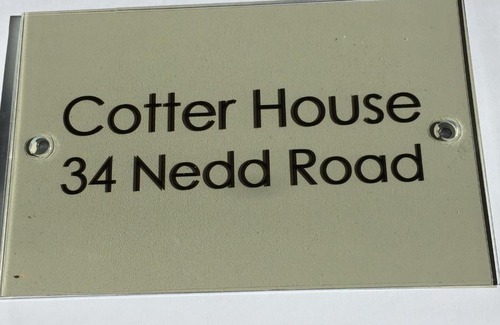 Cotter House
34 Nedd Road